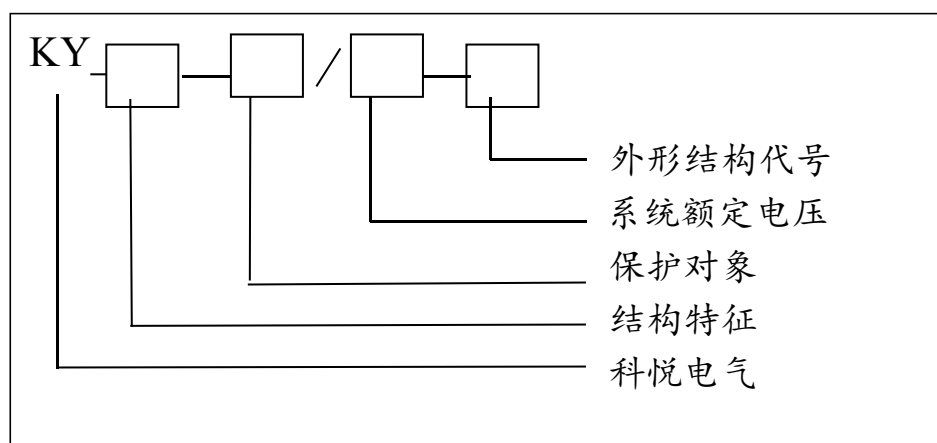 KY-□—□/□—□
外形结构代号
系统额定电压
保护对象
结构特征
科悦电气